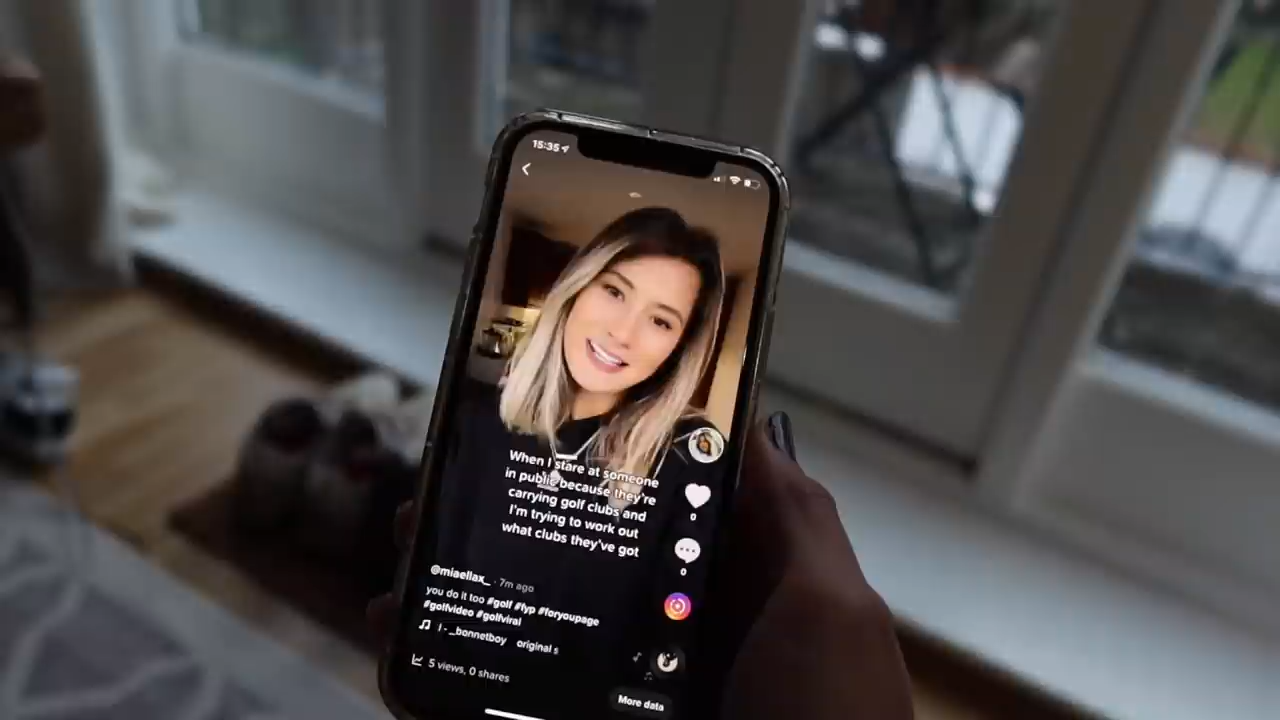 15:35
When I stare at someone
in public because they're
carrying golf clubs and
I'm trying to work out
what clubs they've got
0
0
@miaellax_ · 7m ago
you do it too #golf #fyp #foryoupage
#golfvideo #golfviral
l - _bonnetboy original s
5 views, 0 shares
More data